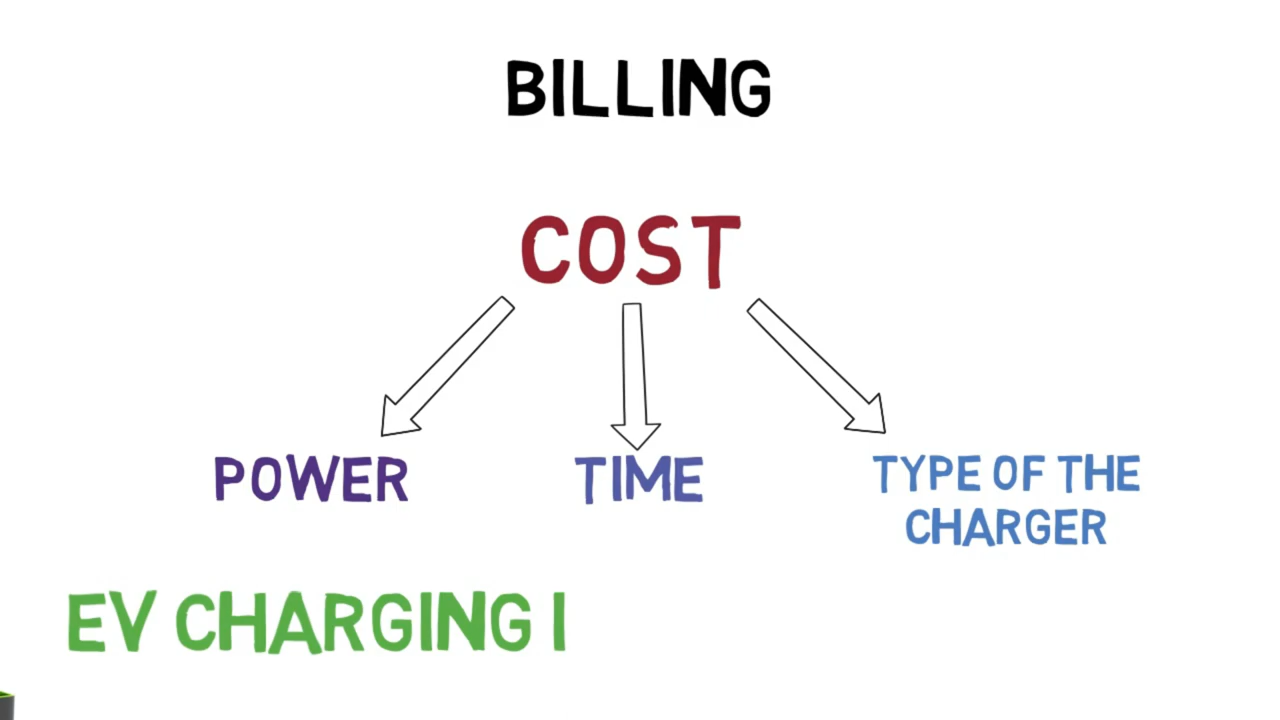 BILLING
COST
POWER
TIME
TYPE OF THE
CHARGER
EV CHARGING I